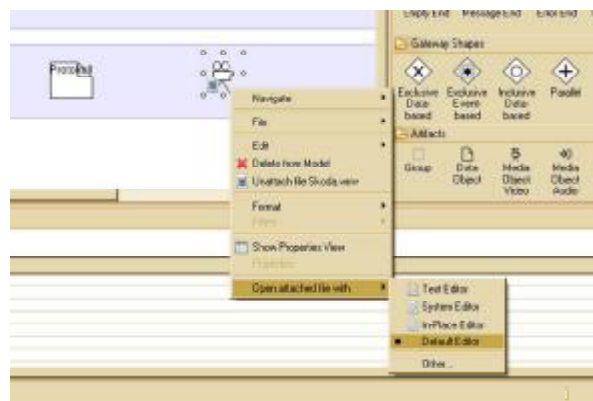 Empty End Message End Error End
Gateway Shapes
Exclusive Data- based
Exclusive Event- based
Inclusive Data- based
Parallel
Artifacts
Group
Data Object
Media Object Video
Media Object Audio
Protokoll
Navigate
File
Edit
Delete from Model
Unattach file Skoda.wmv
Format
Filters
Show Properties View
Properties
Open attached file with
Text Editor
System Editor
In-Place Editor
Default Editor
Other...